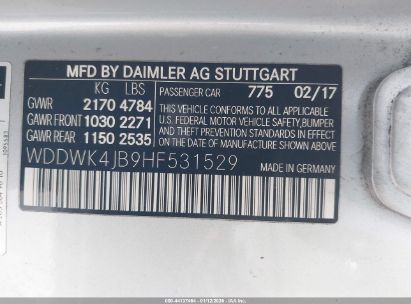 MFD BY DAIMLER AG STUTTGART
KG LBS
PASSENGER CAR 775 02/17
GVWR 2170 4784
GAWR FRONT 1030 2271
GAWR REAR 1150 2535
THIS VEHICLE CONFORMS TO ALL APPLICABLE
U.S. FEDERAL MOTOR VEHICLE SAFETY, BUMPER
AND THEFT PREVENTION STANDARDS IN EFFECT
ON THE DATE OF MANUFACTURE SHOWN ABOVE.
MADE IN GERMANY
WDDWK4JB9HF531529